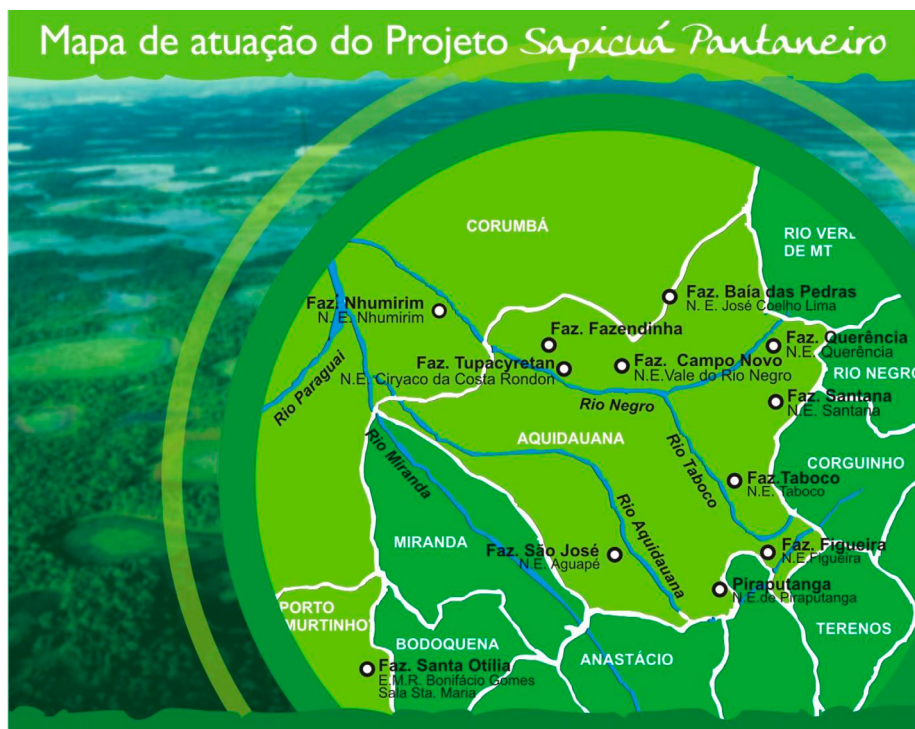 Mapa de atuação do Projeto Sapicuá Pantaneiro
CORUMBÁ
RIO VER
DE MT
Faz. Nhumirim
N. E. Nhumirim
Faz. Baía das Pedras
N. E. José Coelho Lima
Faz. Fazendinha
Faz. Querência
N.E. Querência
Faz. Tupacyretan
N.E. Ciryaco da Costa Rondon
Faz. Campo Novo
N.E.Vale do Rio Negro
RIO NEGRO
Rio Paraguai
Rio Negro
Faz. Santana
N.E. Santana
AQUIDAUANA
Rio Miranda
Rio Taboco
CORGUINHO
Faz.Taboco
N.E. Taboco
Rio Aquidauana
MIRANDA
Faz. São José
N.E. Aguapé
Faz. Figueira
N.E.Figueira
Piraputanga
N.E.de Piraputanga
PORTO
MURTINHO
TERENOS
BODOQUENA
ANASTÁCIO
Faz. Santa Otília
E.M.R. Bonifácio Gomes
Sala Sta. Maria